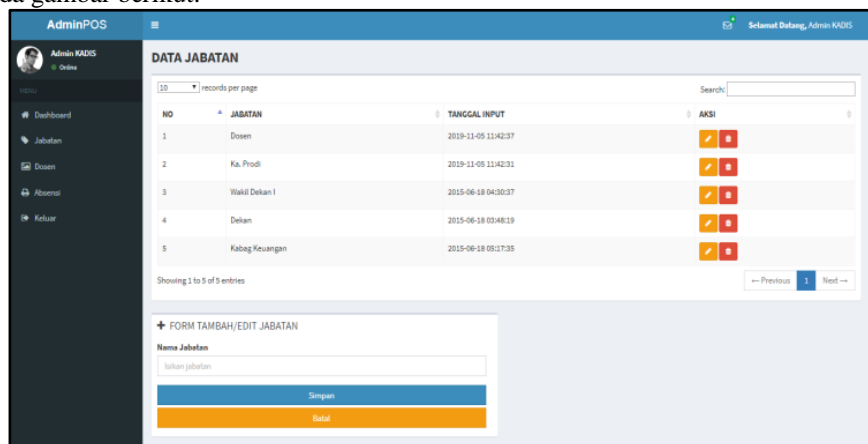 da gambar berikut.
AdminPOS
Selamat Datang, Admin KADIS
Admin KADIS
Online
MENU
Dashboard
Jabatan
Dosen
Absensi
Keluar
DATA JABATAN
10 records per page
Search:
NO JABATAN TANGGAL INPUT AKSI
1 Dosen 2019-11-05 11:42:37
2 Ka. Prodi 2019-11-05 11:42:31
3 Wakil Dekan I 2015-06-18 04:30:37
4 Dekan 2015-06-18 03:48:19
5 Kabag Keuangan 2015-06-18 05:17:35
Showing 1 to 5 of 5 entries
← Previous 1 Next →
FORM TAMBAH/EDIT JABATAN
Nama Jabatan
Isikan jabatan
Simpan
Batal